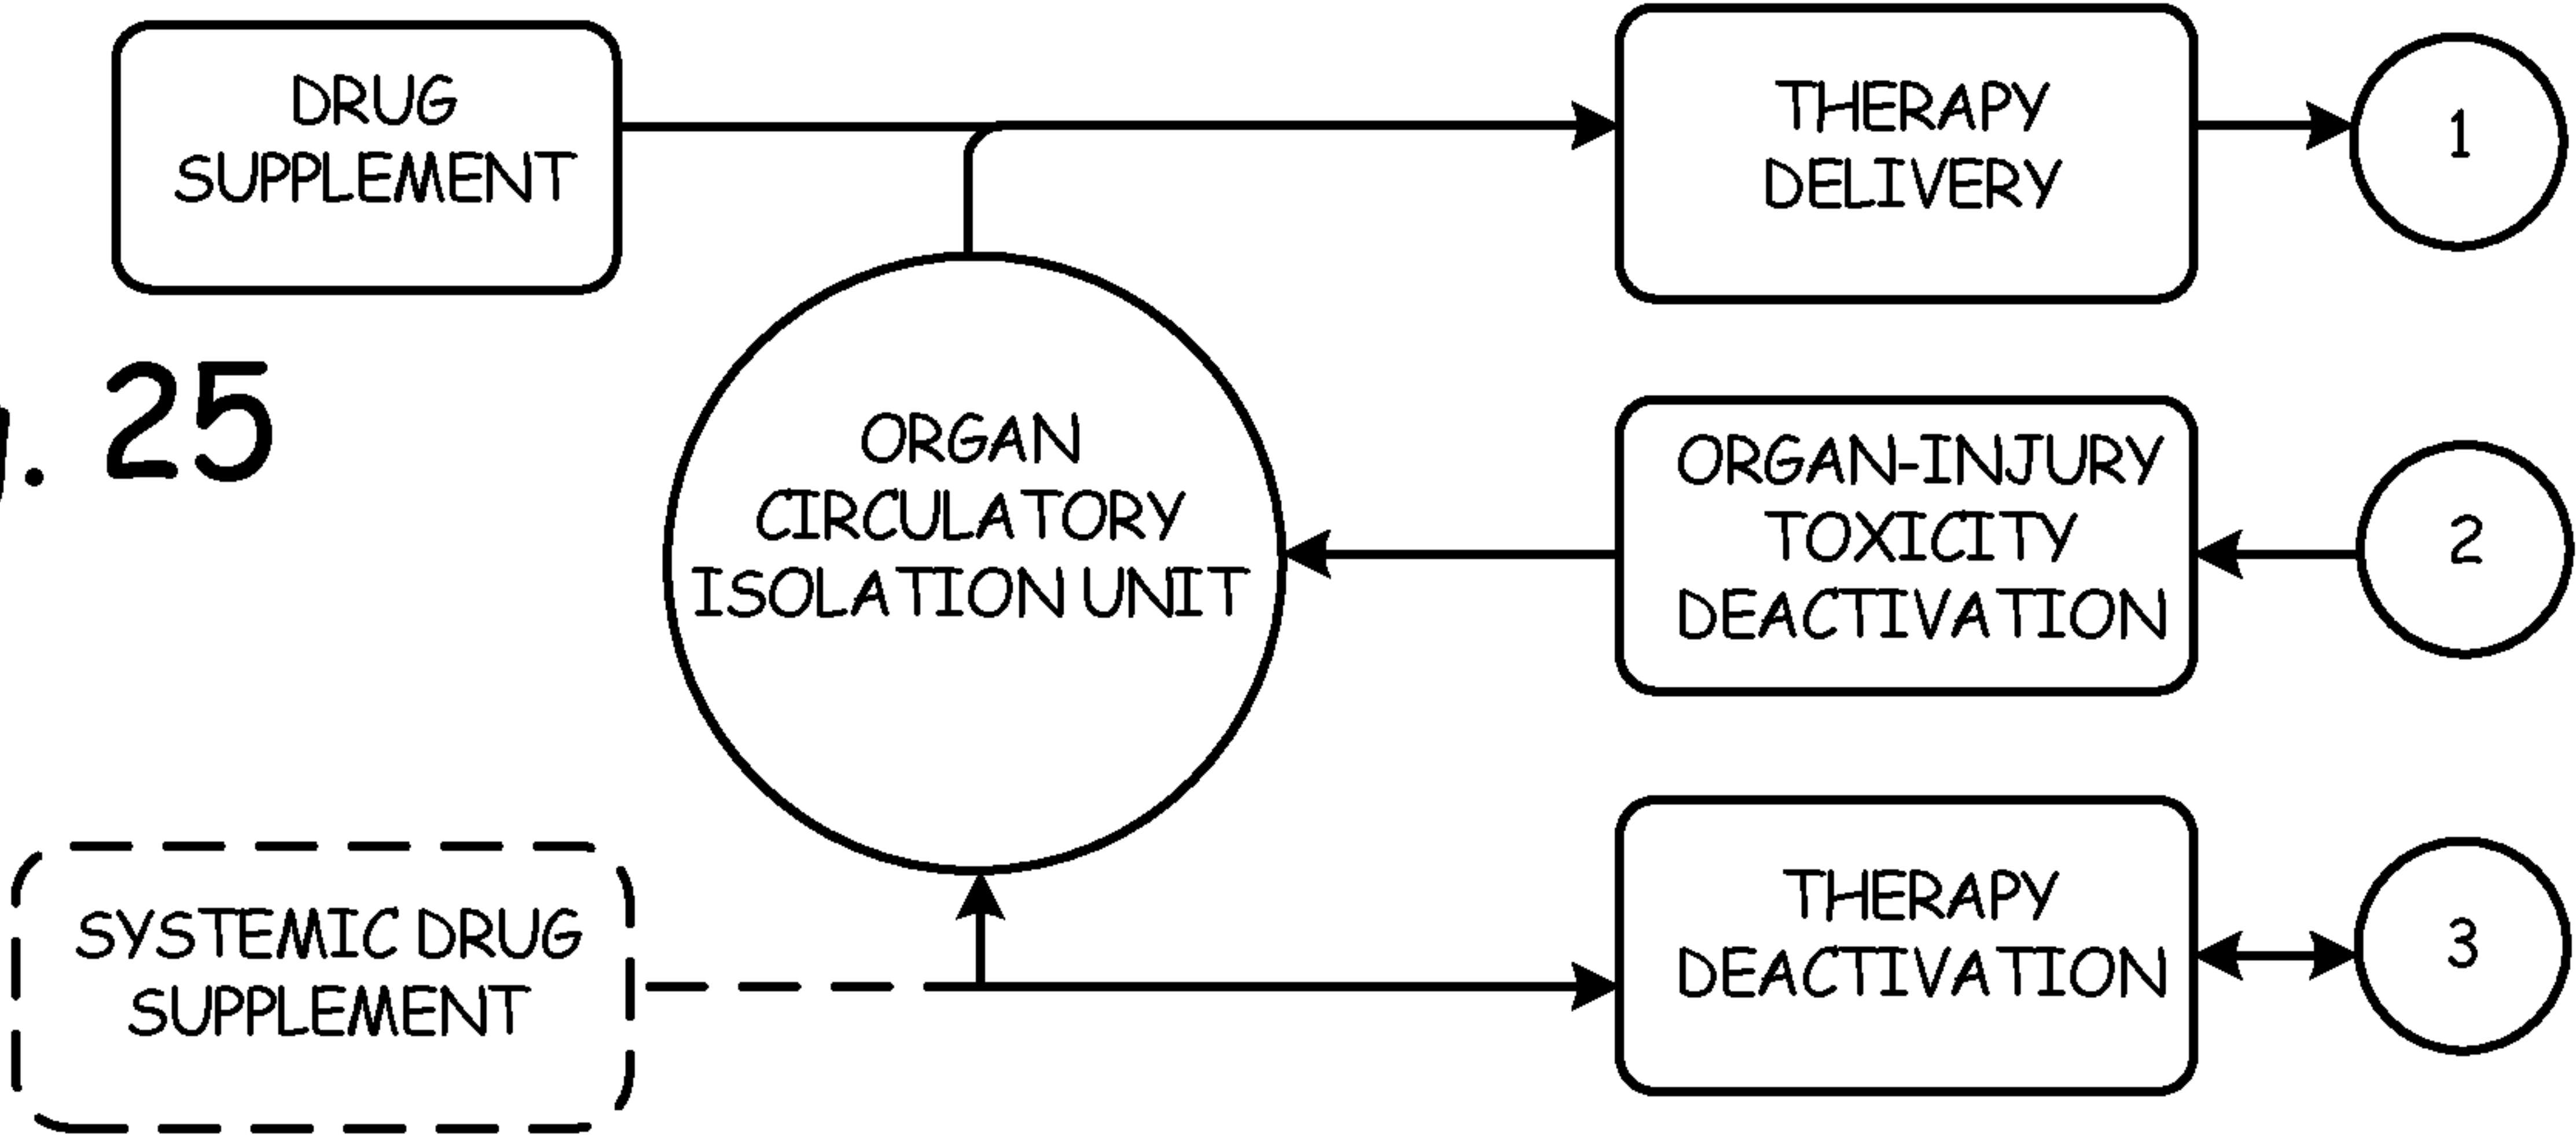 DRUG
SUPPLEMENT
THERAPY
DELIVERY
1
. 25
ORGAN
CIRCULATORY
ISOLATION UNIT
ORGAN-INJURY
TOXICITY
DEACTIVATION
2
SYSTEMIC DRUG
SUPPLEMENT
THERAPY
DEACTIVATION
3